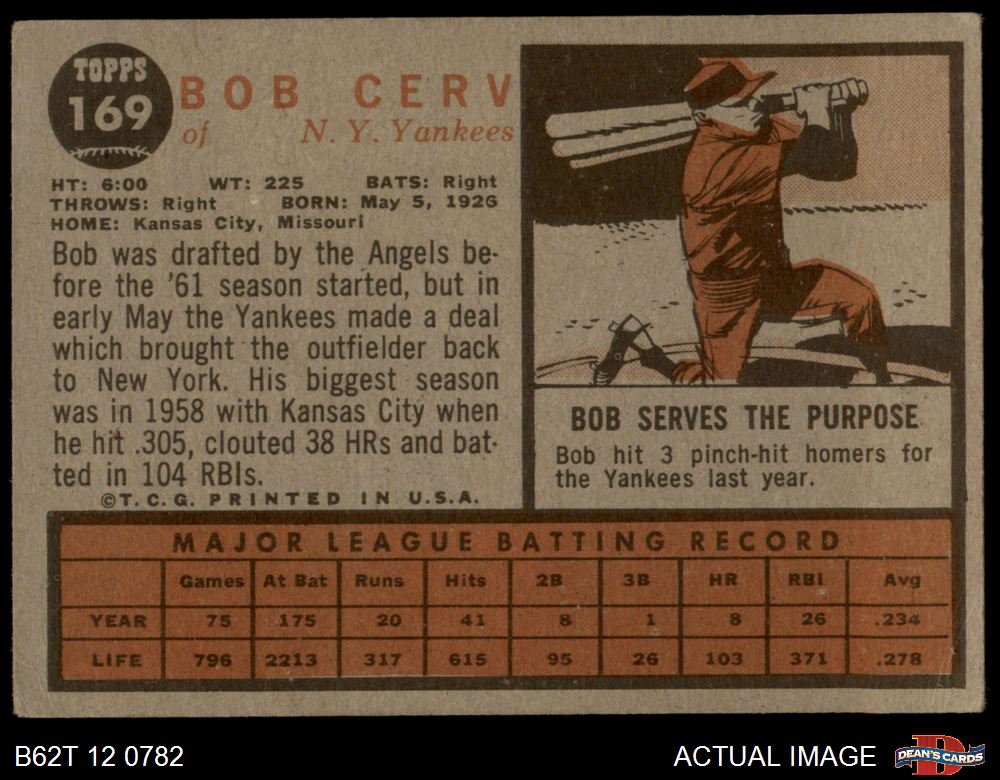 TOPPS
169
BOB CERV
of N. Y. Yankees
HT: 6:00 WT: 225 BATS: Right
THROWS: Right BORN: May 5, 1926
HOME: Kansas City, Missouri
Bob was drafted by the Angels be-
fore the '61 season started, but in
early May the Yankees made a deal
which brought the outfielder back
to New York. His biggest season
was in 1958 with Kansas City when
he hit .305, clouted 38 HRs and bat-
ted in 104 RBIs.
©T.C.G. PRINTED IN U.S.A.
BOB SERVES THE PURPOSE
Bob hit 3 pinch-hit homers for
the Yankees last year.
MAJOR LEAGUE BATTING RECORD
Games At Bat Runs Hits 2B 3B HR RBI Avg
YEAR 75 175 20 41 8 1 8 26 .234
LIFE 796 2213 317 615 95 26 103 371 .278
B62T 12 0782
ACTUAL IMAGE
D
DEAN'S CARDS